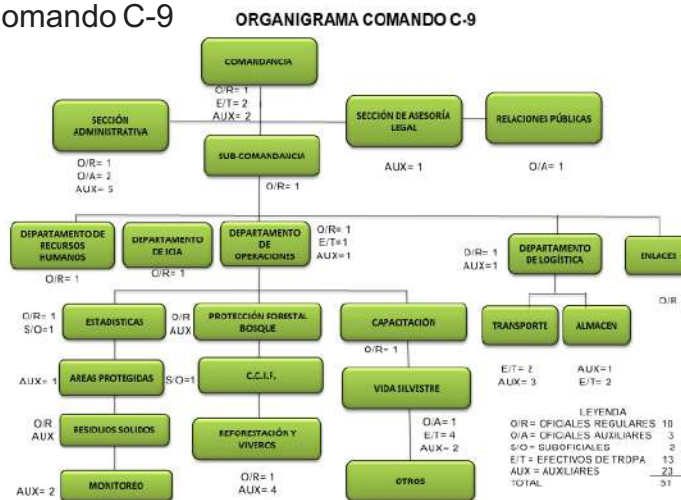 omando C-9
ORGANIGRAMA COMANDO C-9
COMANDANCIA
O/R= 1
E/T= 2
AUX= 2
SECCIÓN
ADMINISTRATIVA
O/R= 1
O/A= 2
AUX= 5
SECCIÓN DE ASESORÍA
LEGAL
AUX= 1
RELACIONES PÚBLICAS
O/A= 1
SUB-COMANDANCIA
O/R= 1
DEPARTAMENTO DE
RECURSOS
HUMANOS
O/R= 1
DEPARTAMENTO
DE ICIA
O/R= 1
DEPARTAMENTO
DE
OPERACIONES
O/R= 1
E/T=1
AUX=1
O/R= 1
AUX=1
DEPARTAMENTO
DE LOGÍSTICA
ENLACES
O/R
O/R= 1
S/O=1
ESTADISTICAS
O/R
AUX
PROTECCIÓN FORESTAL
BOSQUE
CAPACITACIÓN
O/R= 1
TRANSPORTE
E/T= 2
AUX= 3
ALMACEN
AUX=1
E/T= 2
AUX= 1
AREAS PROTEGIDAS
S/O=1
C.C.I.F.
VIDA SILVESTRE
O/A= 1
E/T= 4
AUX= 2
O/R
AUX
RESIDUOS SOLIDOS
REFORESTACIÓN Y
VIVEROS
O/R= 1
AUX= 4
AUX= 2
MONITOREO
OTROS
LEYENDA
O/R = OFICIALES REGULARES 10
O/A = OFICIALES AUXILIARES 3
S/O = SUBOFICIALES 2
E/T = EFECTIVOS DE TROPA 13
AUX = AUXILIARES 23
TOTAL 51